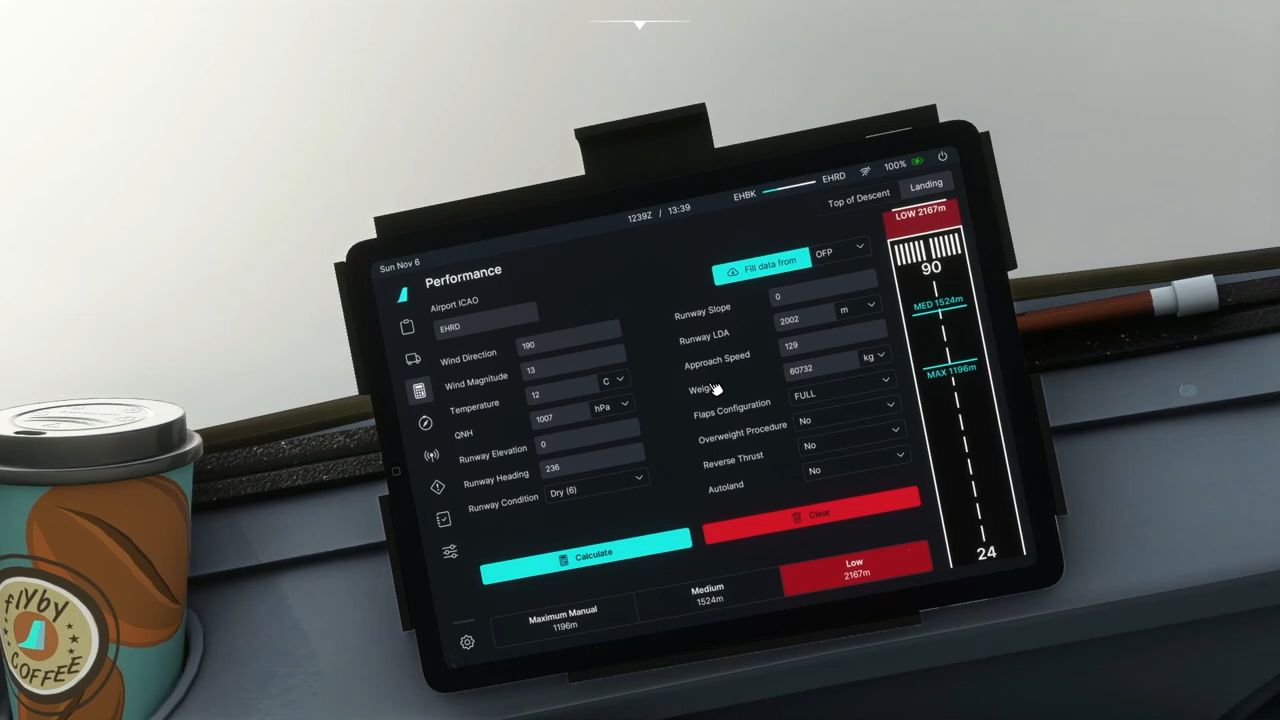 Sun Nov 6
1239Z / 13:39
EHBK
EHRD
100%
Performance
Top of Descent
Landing
Airport ICAO
EHRD
Fill data from
OFP
Wind Direction
190
Wind Magnitude
13
Temperature
12
C
QNH
1007
hPa
Runway Elevation
0
Runway Heading
236
Runway Condition
Dry (6)
Runway Slope
0
Runway LDA
2002
m
Approach Speed
129
60732
kg
Flaps Configuration
FULL
Overweight Procedure
No
Reverse Thrust
No
Autoland
No
Calculate
Clear
Maximum Manual
1196m
Medium
1524m
Low
2167m
LOW 2167m
90
MED 1524m
MAX 1196m
24
flyby
COFFEE